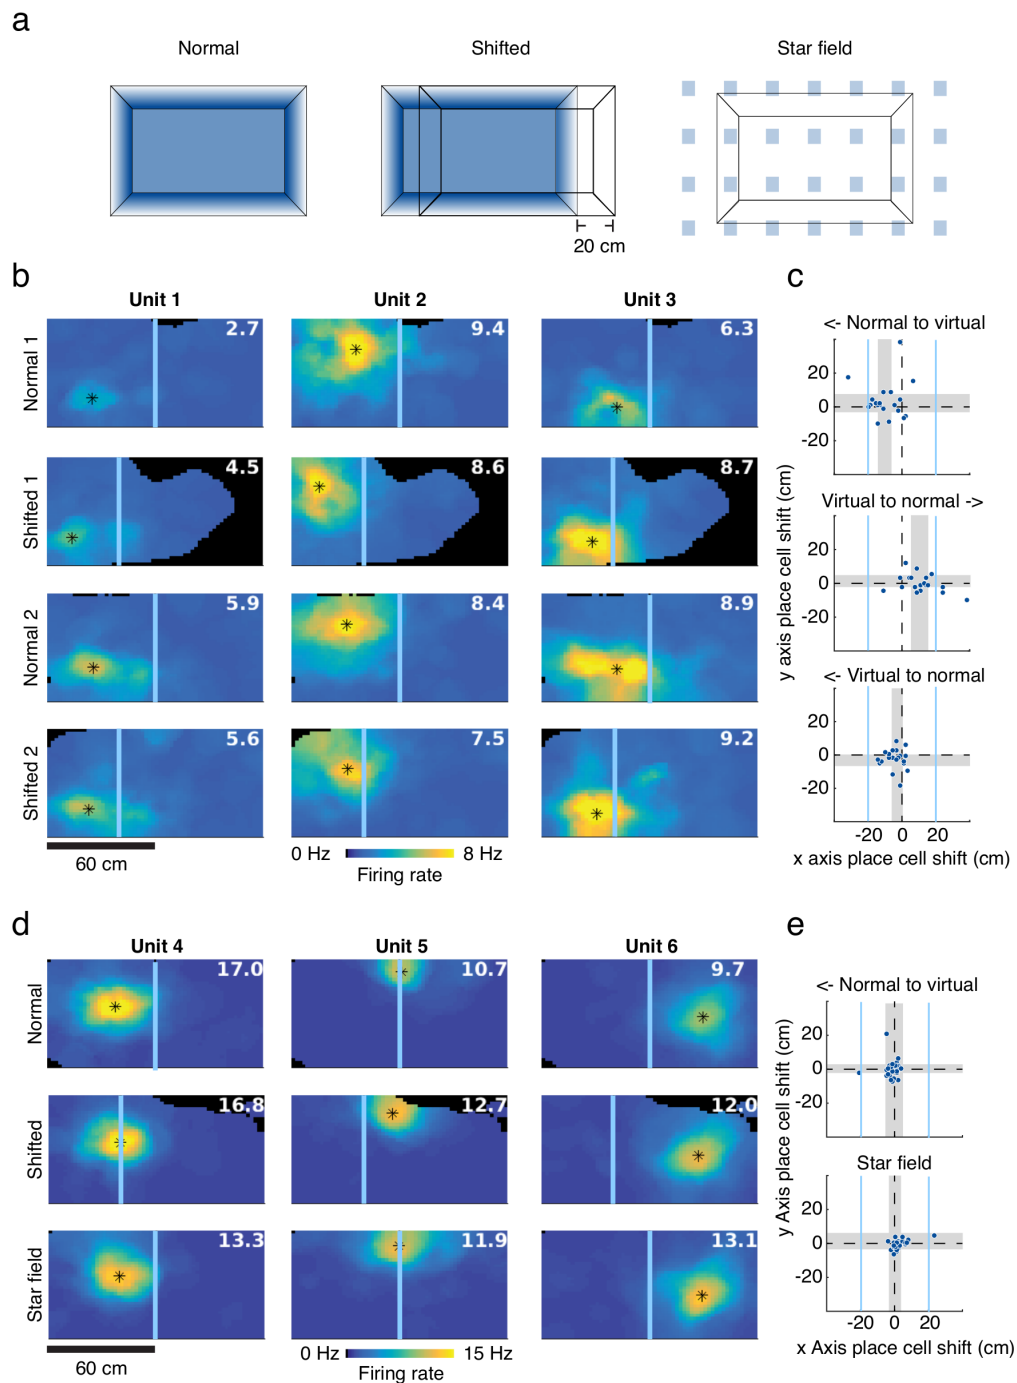 a
Normal
Shifted
Star field
20 cm
b
Unit 1
Unit 2
Unit 3
Normal 1
2.7
9.4
6.3
Shifted 1
4.5
8.6
8.7
Normal 2
5.9
8.4
8.9
Shifted 2
5.6
7.5
9.2
60 cm
0 Hz
8 Hz
Firing rate
c
<- Normal to virtual
20
0
-20
Virtual to normal ->
20
0
-20
<- Virtual to normal
20
0
-20
-20
0
20
x axis place cell shift (cm)
y axis place cell shift (cm)
d
Unit 4
Unit 5
Unit 6
Normal
17.0
10.7
9.7
Shifted
16.8
12.7
12.0
Star field
13.3
11.9
13.1
60 cm
0 Hz
15 Hz
Firing rate
e
<- Normal to virtual
20
0
-20
Star field
20
0
-20
-20
0
20
x Axis place cell shift (cm)
y Axis place cell shift (cm)